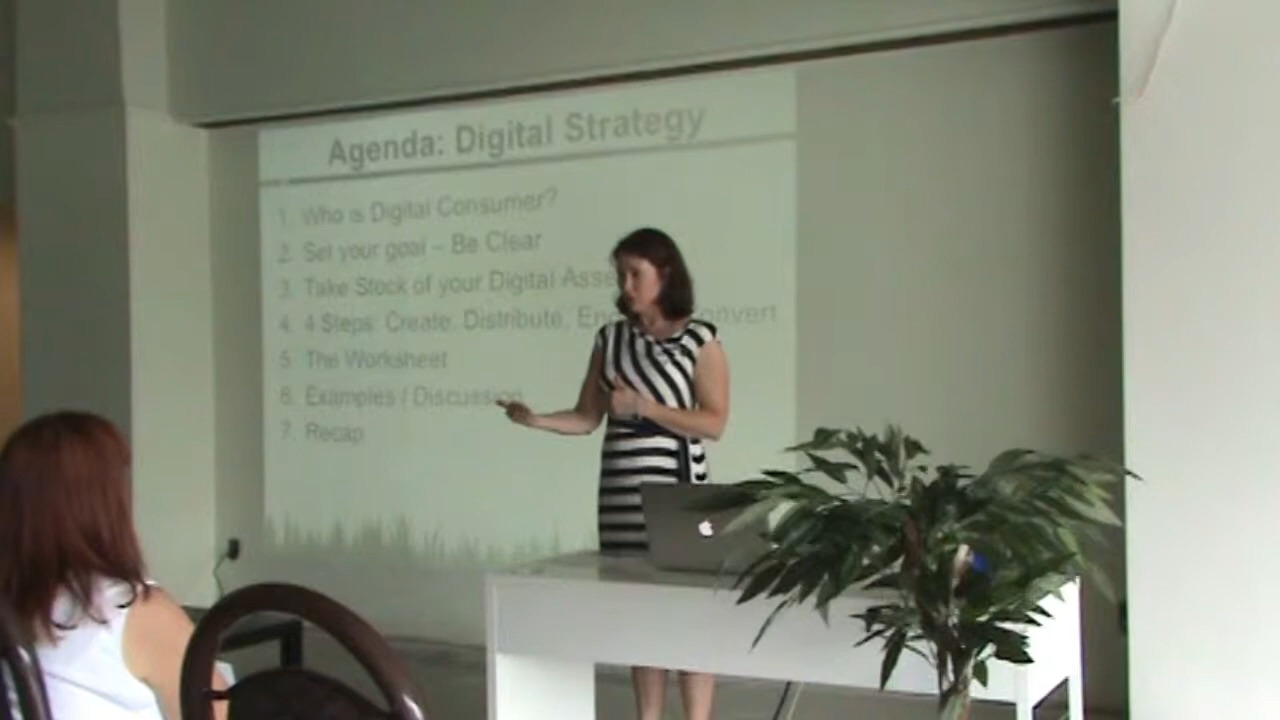 Agenda: Digital Strategy
1. Who is Digital Consumer?
2. Set your goal – Be Clear
3. Take Stock of your Digital
4. 4 Steps: Create, Distribute,
5. The Worksheet
6. Examples / Discussion
7. Recap